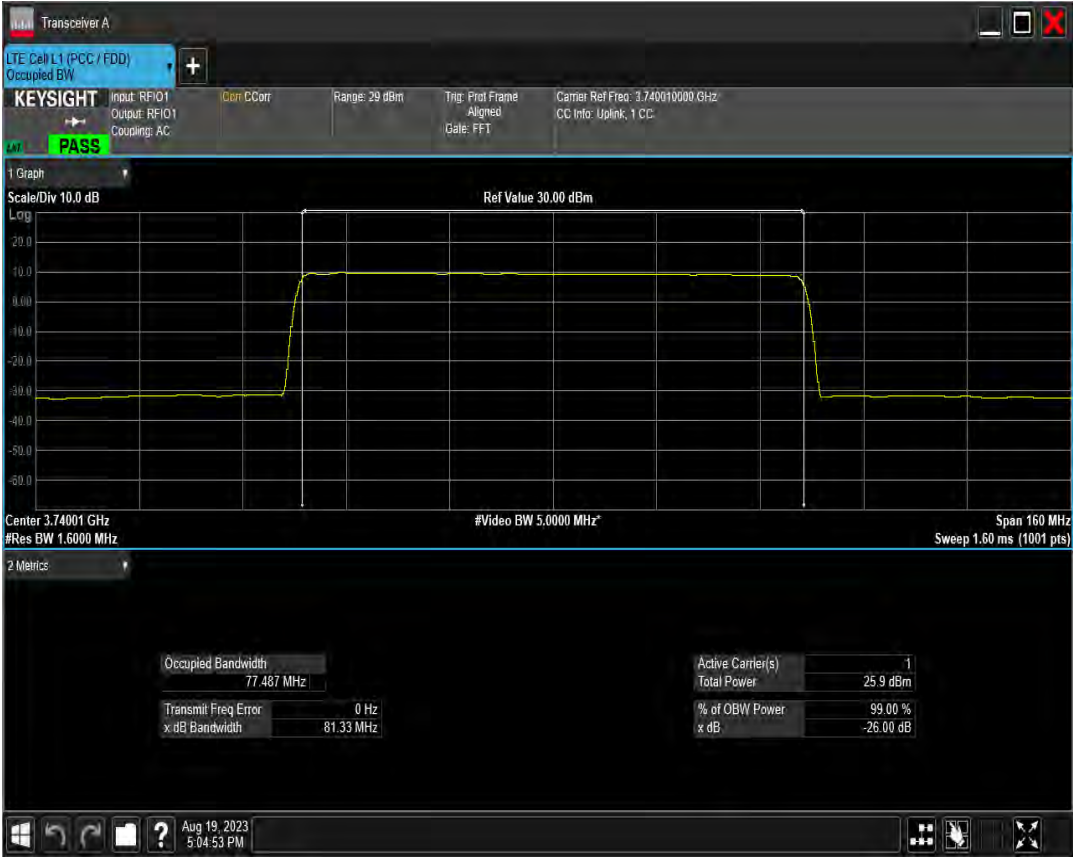 Transceiver A
LTE Cell L1 (PCC / FDD)
Occupied BW
+
KEYSIGHT
Input: RFIO1
Output: RFIO1
Coupling: AC
Corr CCorr
Range: 29 dBm
Trig: Prot Frame
Aligned
Gate: FFT
Carrier Ref Freq: 3.740010000 GHz
CC Info: Uplink, 1 CC
PASS
1 Graph
Scale/Div 10.0 dB
Ref Value 30.00 dBm
Log
20.0
10.0
0.00
-10.0
-20.0
-30.0
-40.0
-50.0
-60.0
Center 3.74001 GHz
#Video BW 5.0000 MHz*
Span 160 MHz
#Res BW 1.6000 MHz
Sweep 1.60 ms (1001 pts)
2 Metrics
Occupied Bandwidth
77.487 MHz
Transmit Freq Error 0 Hz
x dB Bandwidth 81.33 MHz
Active Carrier(s) 1
Total Power 25.9 dBm
% of OBW Power 99.00 %
x dB -26.00 dB
?
Aug 19, 2023
5:04:53 PM